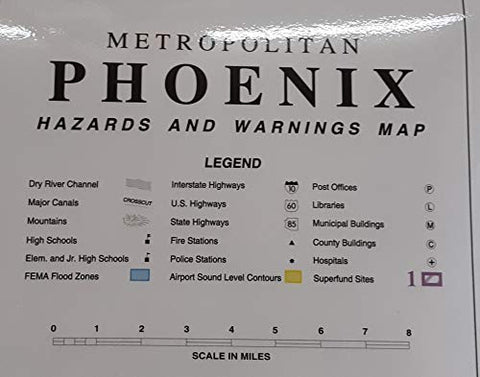 METROPOLITAN
PHOENIX
HAZARDS AND WARNINGS MAP
LEGEND
Dry River Channel
Major Canals CROSSCUT
Mountains
High Schools
Elem. and Jr. High Schools
FEMA Flood Zones
Interstate Highways 10
U.S. Highways 60
State Highways 85
Fire Stations
Police Stations
Airport Sound Level Contours
Post Offices P
Libraries L
Municipal Buildings M
County Buildings C
Hospitals +
Superfund Sites 1
0 1 2 3 4 5 6 7 8
SCALE IN MILES